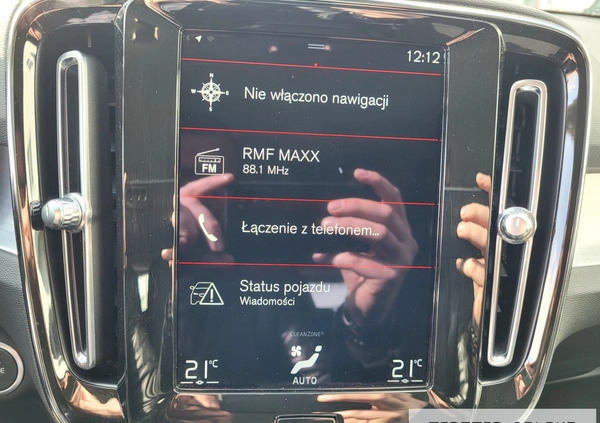 12:12
N
W E
S
Nie włączono nawigacji
RMF MAXX
FM
88.1 MHz
Łączenie z telefonem...
Status pojazdu
Wiadomości
CLEANZONE®
21°C
AUTO
21°C